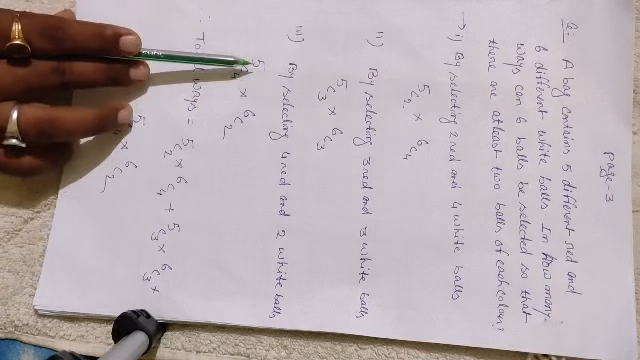 Page-3
Q:- A bag contains 5 different red and
6 different white balls. In how many
ways can 6 balls be selected so that
there are atleast two balls of each colour?
→ i) By selecting 2 red and 4 white balls
5C2 × 6C4
ii) By selecting 3 red and 3 white balls
5C3 × 6C3
iii) By selecting 4 red and 2 white balls
5C4 × 6C2
ways = 5C2 × 6C4 + 5C3 × 6C3 +
× 6C2